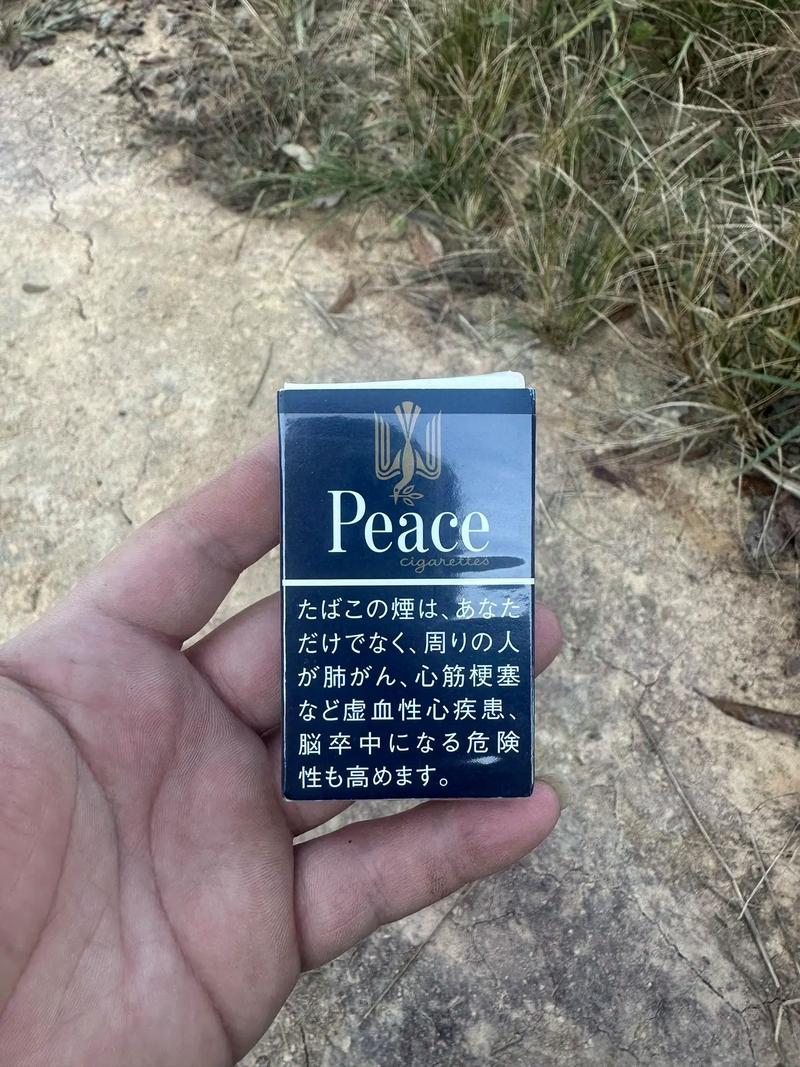 Peace
cigarettes
たばこの煙は、あなた
だけでなく、周りの人
が肺がん、心筋梗塞
など虚血性心疾患、
脳卒中になる危険
性も高めます。